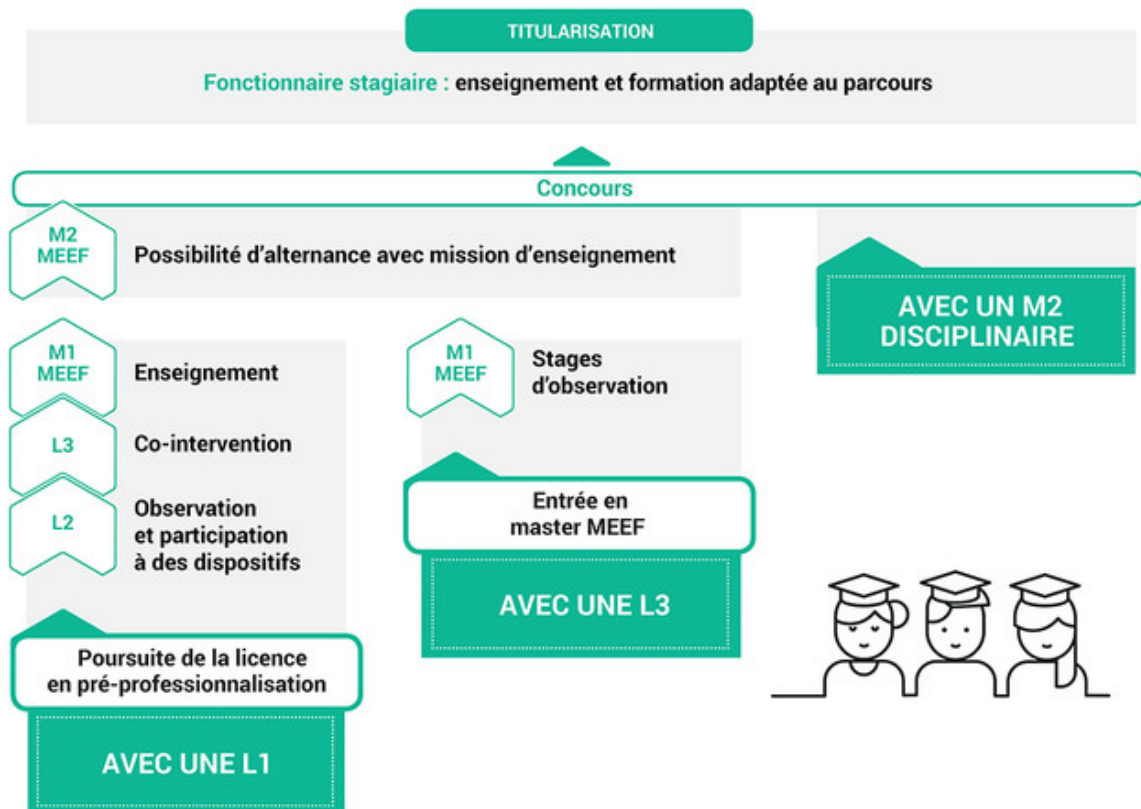 TITULARISATION
Fonctionnaire stagiaire : enseignement et formation adaptée au parcours
Concours
M2
MEEF
Possibilité d'alternance avec mission d'enseignement
AVEC UN M2
DISCIPLINAIRE
M1
MEEF
Enseignement
M1
MEEF
Stages
d'observation
L3
Co-intervention
L2
Observation
et participation
à des dispositifs
Entrée en
master MEEF
AVEC UNE L3
Poursuite de la licence
en pré-professionnalisation
AVEC UNE L1